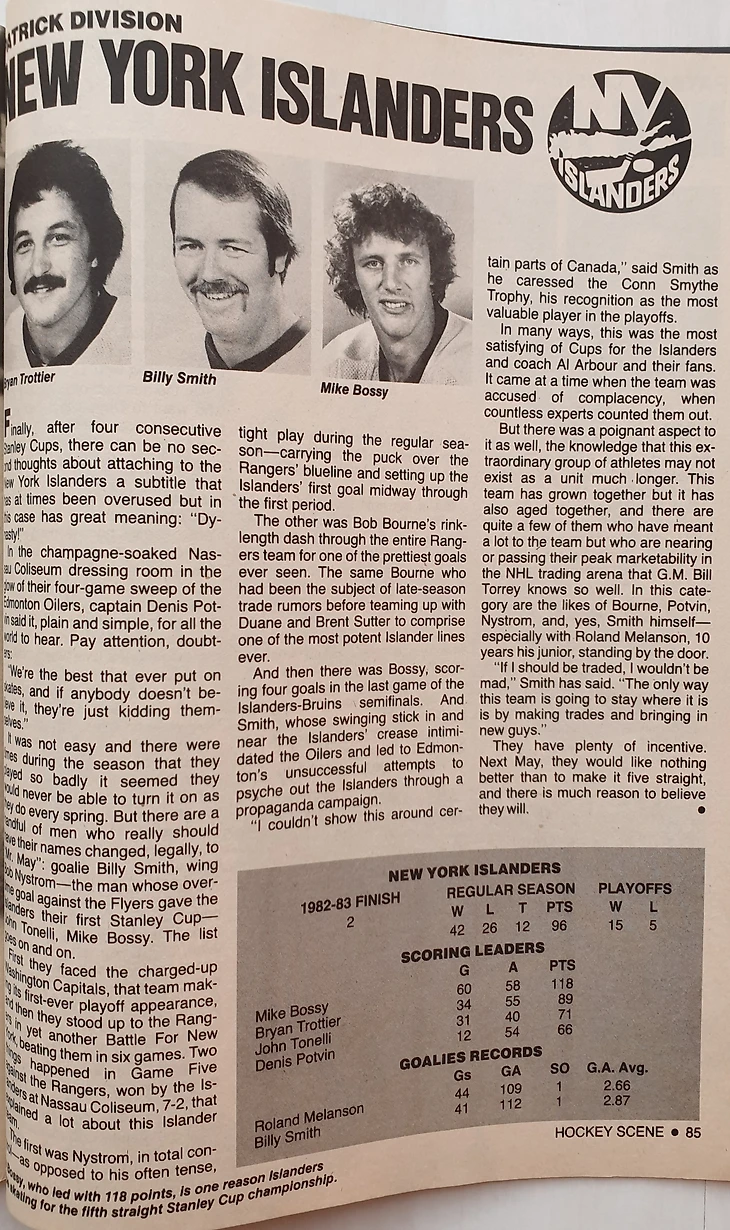 ATRICK DIVISION
NEW YORK ISLANDERS
NY
ISLANDERS
Bryan Trottier
Billy Smith
Mike Bossy
Finally, after four consecutive
Stanley Cups, there can be no sec-
nd thoughts about attaching to the
ew York Islanders a subtitle that
has at times been overused but in
his case has great meaning: "Dy-
nasty!"
In the champagne-soaked Nas-
au Coliseum dressing room in the
glow of their four-game sweep of the
Edmonton Oilers, captain Denis Pot-
vin said it, plain and simple, for all the
world to hear. Pay attention, doubt-
ers:
"We're the best that ever put on
skates, and if anybody doesn't be-
lieve it, they're just kidding them-
selves."
It was not easy and there were
times during the season that they
played so badly it seemed they
would never be able to turn it on as
they do every spring. But there are a
handful of men who really should
have their names changed, legally, to
"Mr. May": goalie Billy Smith, wing
Bob Nystrom—the man whose over-
time goal against the Flyers gave the
Islanders their first Stanley Cup—
John Tonelli, Mike Bossy. The list
goes on and on.
First they faced the charged-up
Washington Capitals, that team mak-
ing its first-ever playoff appearance,
and then they stood up to the Rang-
ers in yet another Battle For New
York, beating them in six games. Two
things happened in Game Five
against the Rangers, won by the Is-
landers at Nassau Coliseum, 7-2, that
explained a lot about this Islander
team.
The first was Nystrom, in total con-
trol—as opposed to his often tense,
tight play during the regular sea-
son—carrying the puck over the
Rangers' blueline and setting up the
Islanders' first goal midway through
the first period.
The other was Bob Bourne's rink-
length dash through the entire Rang-
ers team for one of the prettiest goals
ever seen. The same Bourne who
had been the subject of late-season
trade rumors before teaming up with
Duane and Brent Sutter to comprise
one of the most potent Islander lines
ever.
And then there was Bossy, scor-
ing four goals in the last game of the
Islanders-Bruins semifinals. And
Smith, whose swinging stick in and
near the Islanders' crease intimi-
dated the Oilers and led to Edmon-
ton's unsuccessful attempts to
psyche out the Islanders through a
propaganda campaign.
"I couldn't show this around cer-
tain parts of Canada," said Smith as
he caressed the Conn Smythe
Trophy, his recognition as the most
valuable player in the playoffs.
In many ways, this was the most
satisfying of Cups for the Islanders
and coach Al Arbour and their fans.
It came at a time when the team was
accused of complacency, when
countless experts counted them out.
But there was a poignant aspect to
it as well, the knowledge that this ex-
traordinary group of athletes may not
exist as a unit much longer. This
team has grown together but it has
also aged together, and there are
quite a few of them who have meant
a lot to the team but who are nearing
or passing their peak marketability in
the NHL trading arena that G.M. Bill
Torrey knows so well. In this cate-
gory are the likes of Bourne, Potvin,
Nystrom, and, yes, Smith himself—
especially with Roland Melanson, 10
years his junior, standing by the door.
"If I should be traded, I wouldn't be
mad," Smith has said. "The only way
this team is going to stay where it is
is by making trades and bringing in
new guys."
They have plenty of incentive.
Next May, they would like nothing
better than to make it five straight,
and there is much reason to believe
they will. ●
NEW YORK ISLANDERS
1982-83 FINISH REGULAR SEASON PLAYOFFS
W L T PTS W L
2 42 26 12 96 15 5
SCORING LEADERS
G A PTS
Mike Bossy 60 58 118
Bryan Trottier 34 55 89
John Tonelli 31 40 71
Denis Potvin 12 54 66
GOALIES RECORDS
Gs GA SO G.A. Avg.
Roland Melanson 44 109 1 2.66
Billy Smith 41 112 1 2.87
HOCKEY SCENE ● 85
Bossy, who led with 118 points, is one reason Islanders
skating for the fifth straight Stanley Cup championship.